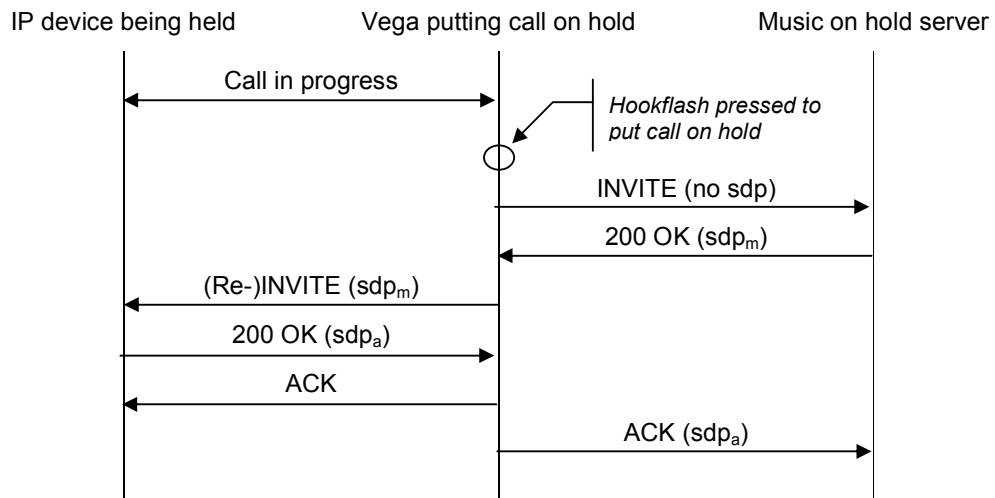 IP device being held
Vega putting call on hold
Music on hold server
Call in progress
Hookflash pressed to
put call on hold
INVITE (no sdp)
200 OK (sdpₘ)
(Re-)INVITE (sdpₘ)
200 OK (sdpₐ)
ACK
ACK (sdpₐ)